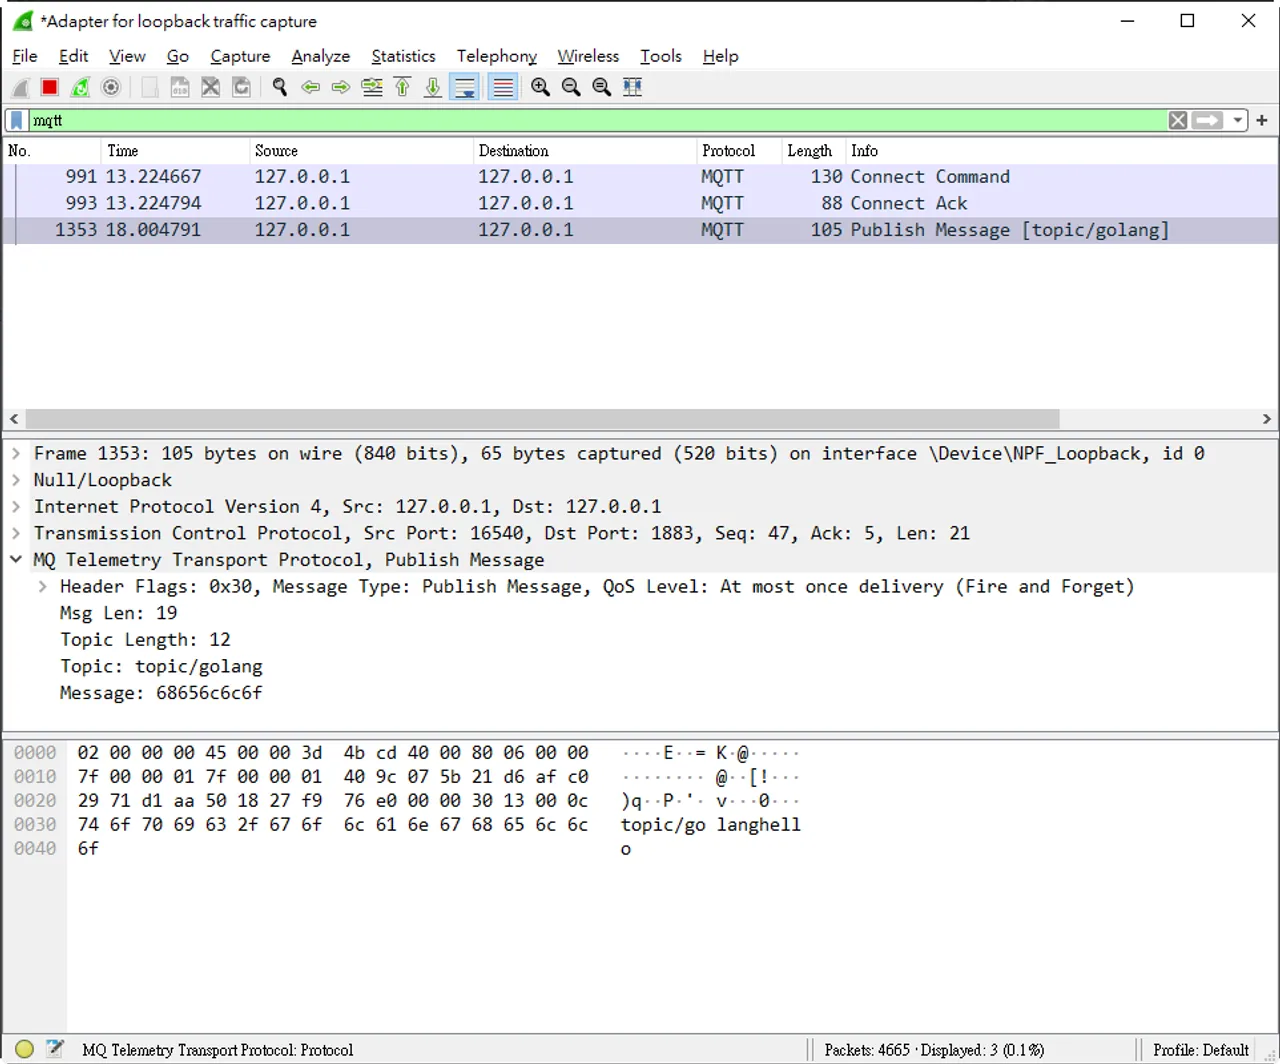 *Adapter for loopback traffic capture
File Edit View Go Capture Analyze Statistics Telephony Wireless Tools Help
mqtt
No. Time Source Destination Protocol Length Info
991 13.224667 127.0.0.1 127.0.0.1 MQTT 130 Connect Command
993 13.224794 127.0.0.1 127.0.0.1 MQTT 88 Connect Ack
1353 18.004791 127.0.0.1 127.0.0.1 MQTT 105 Publish Message [topic/golang]
Frame 1353: 105 bytes on wire (840 bits), 65 bytes captured (520 bits) on interface \Device\NPF_Loopback, id 0
Null/Loopback
Internet Protocol Version 4, Src: 127.0.0.1, Dst: 127.0.0.1
Transmission Control Protocol, Src Port: 16540, Dst Port: 1883, Seq: 47, Ack: 5, Len: 21
MQ Telemetry Transport Protocol, Publish Message
Header Flags: 0x30, Message Type: Publish Message, QoS Level: At most once delivery (Fire and Forget)
Msg Len: 19
Topic Length: 12
Topic: topic/golang
Message: 68656c6c6f
0000 02 00 00 00 45 00 00 3d 4b cd 40 00 80 06 00 00 ····E··= K·@·····
0010 7f 00 00 01 7f 00 00 01 40 9c 07 5b 21 d6 af c0 ········ @··[!···
0020 29 71 d1 aa 50 18 27 f9 76 e0 00 00 30 13 00 0c )q··P·'· v···0···
0030 74 6f 70 69 63 2f 67 6f 6c 61 6e 67 68 65 6c 6c topic/go langhell
0040 6f o
MQ Telemetry Transport Protocol: Protocol Packets: 4665 · Displayed: 3 (0.1%) Profile: Default